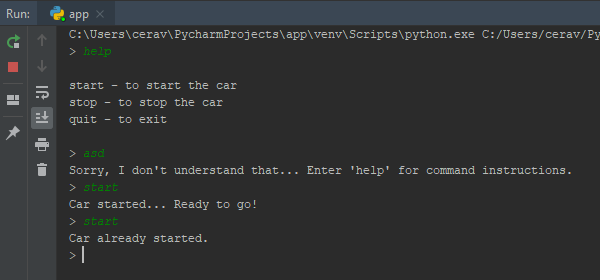 Run: app ×
C:\Users\cerav\PycharmProjects\app\venv\Scripts\python.exe C:/Users/cerav/Py
> help
start - to start the car
stop - to stop the car
quit - to exit
> asd
Sorry, I don't understand that... Enter 'help' for command instructions.
> start
Car started... Ready to go!
> start
Car already started.
>